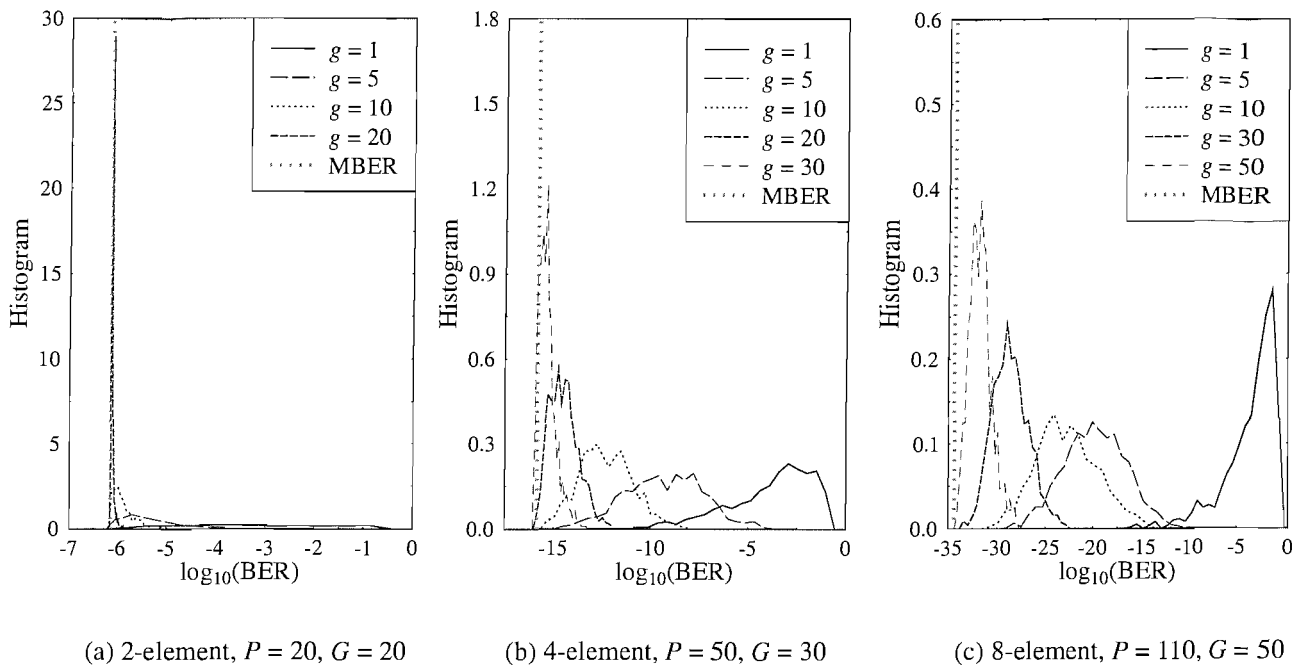 30
25
20
15
10
5
0
Histogram
-7 -6 -5 -4 -3 -2 -1 0
log10(BER)
g = 1
g = 5
g = 10
g = 20
MBER
(a) 2-element, P = 20, G = 20
1.8
1.5
1.2
0.9
0.6
0.3
0.0
Histogram
-15 -10 -5 0
log10(BER)
g = 1
g = 5
g = 10
g = 20
g = 30
MBER
(b) 4-element, P = 50, G = 30
0.6
0.5
0.4
0.3
0.2
0.1
0.0
Histogram
-35 -30 -25 -20 -15 -10 -5 0
log10(BER)
g = 1
g = 5
g = 10
g = 30
g = 50
MBER
(c) 8-element, P = 110, G = 50